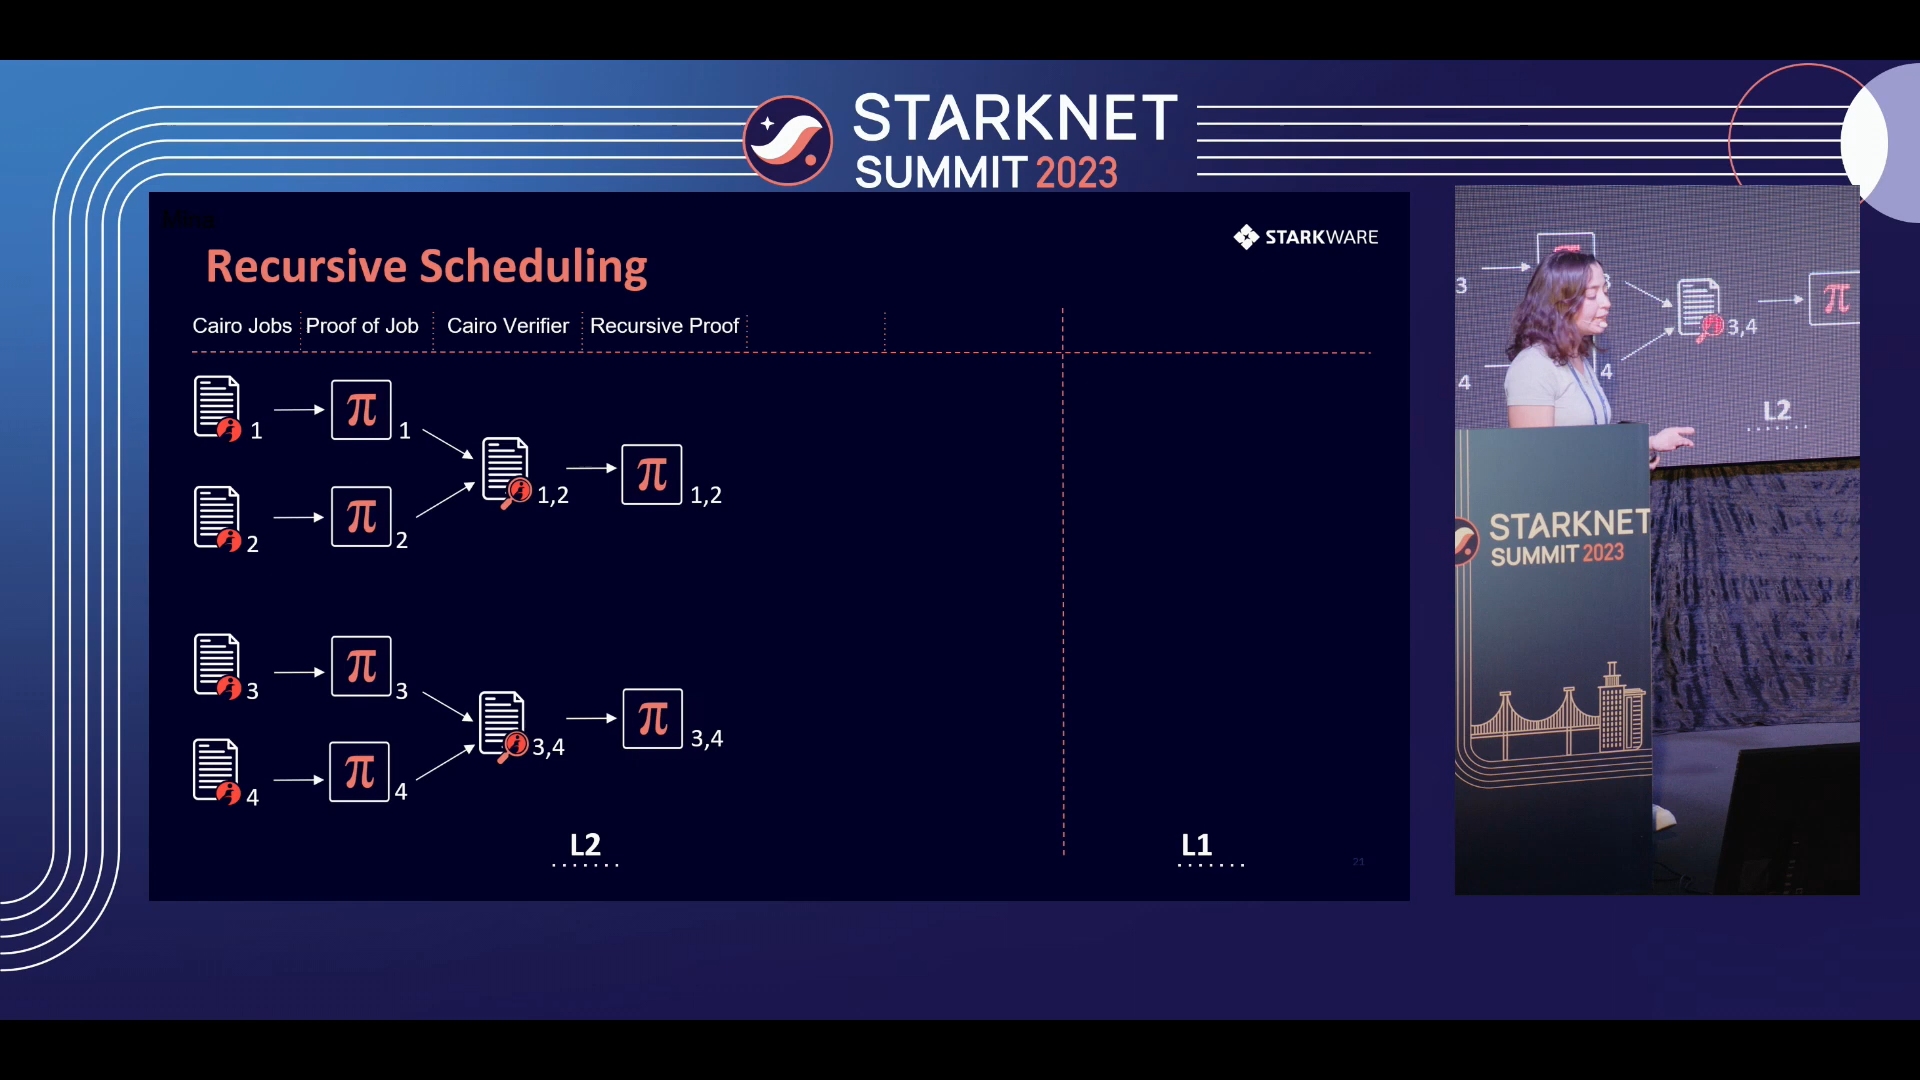 STARKNET
SUMMIT 2023
Mina
STARKWARE
Recursive Scheduling
Cairo Jobs Proof of Job Cairo Verifier Recursive Proof
1 π 1
1,2 π 1,2
2 π 2
3 π 3
3,4 π 3,4
4 π 4
L2 L1
21
3
3,4 π
4 4
L2
STARKNET
SUMMIT 2023